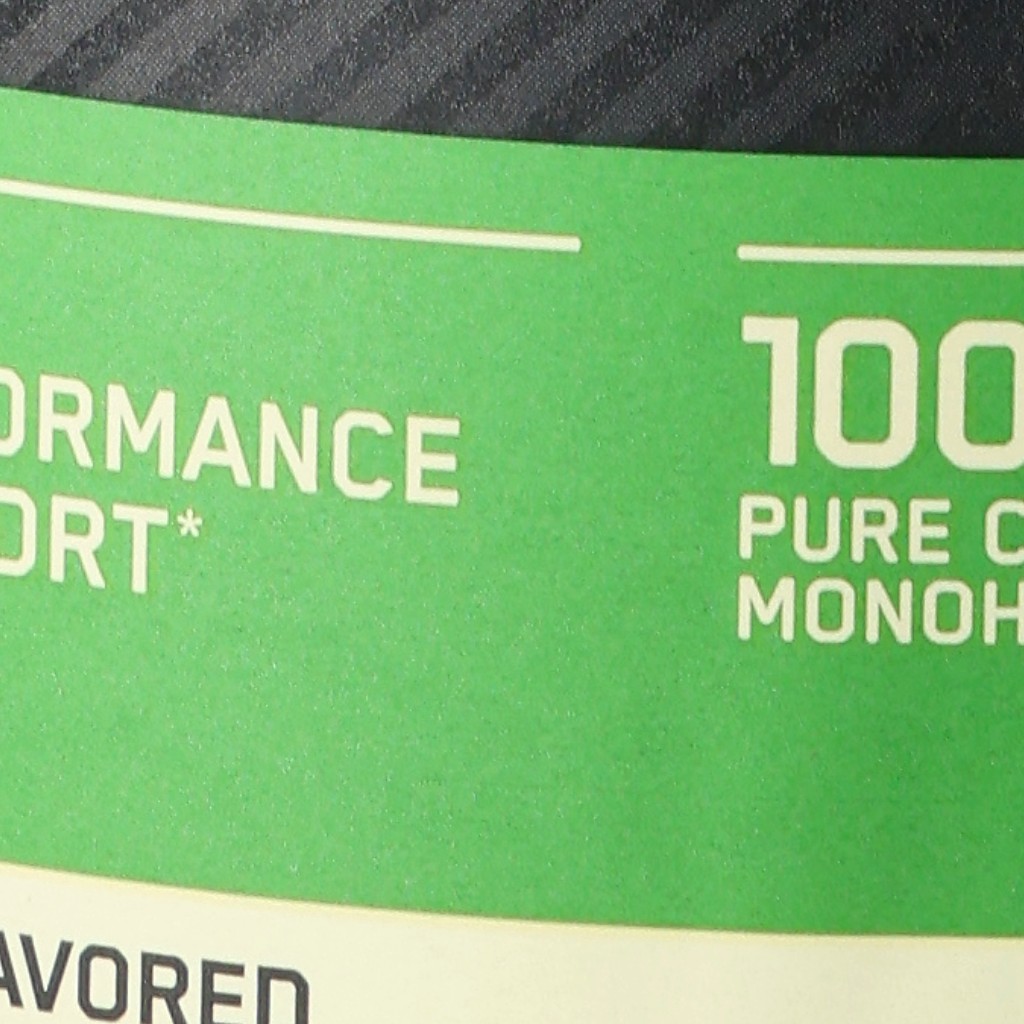 ORMANCE
ORT*
100
PURE C
MONOH
AVORED